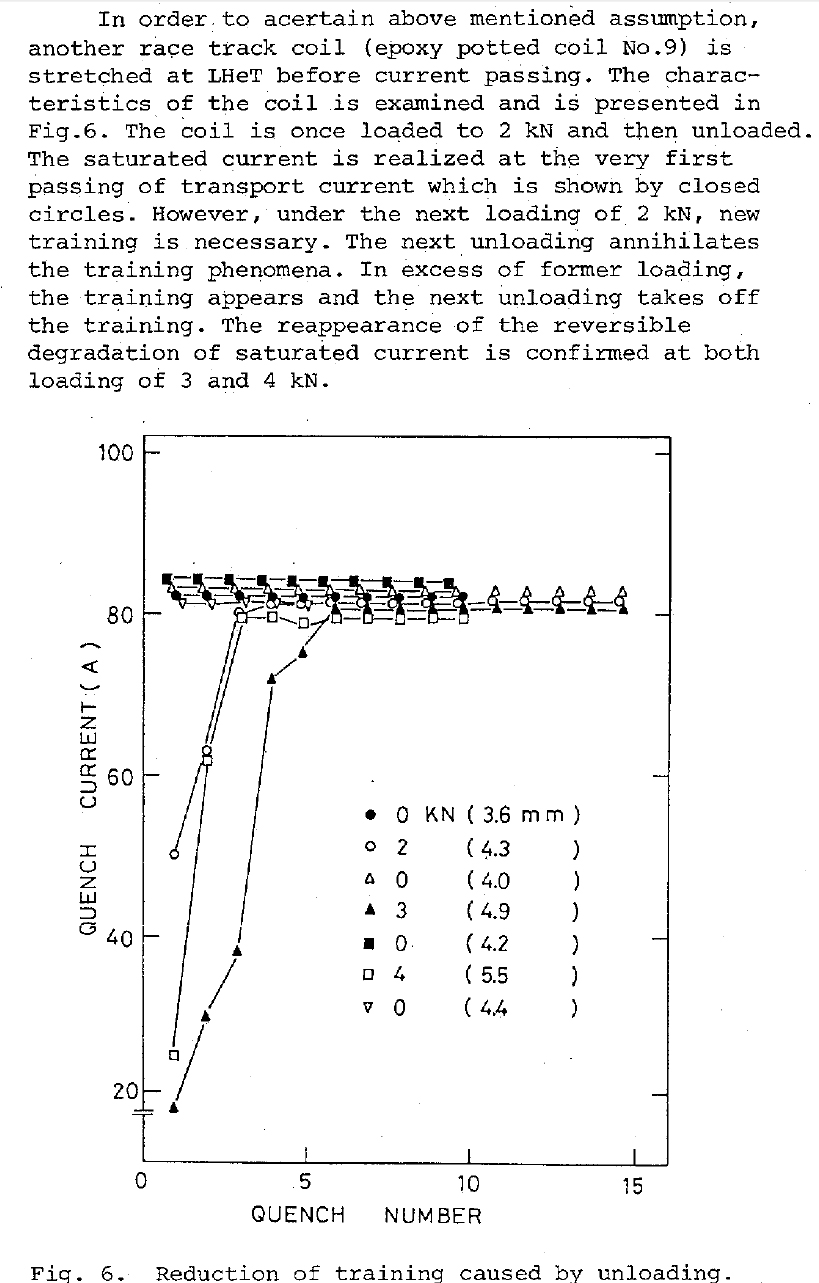 In order to acertain above mentioned assumption,
another race track coil (epoxy potted coil No.9) is
stretched at LHeT before current passing. The charac-
teristics of the coil is examined and is presented in
Fig.6. The coil is once loaded to 2 kN and then unloaded.
The saturated current is realized at the very first
passing of transport current which is shown by closed
circles. However, under the next loading of 2 kN, new
training is necessary. The next unloading annihilates
the training phenomena. In excess of former loading,
the training appears and the next unloading takes off
the training. The reappearance of the reversible
degradation of saturated current is confirmed at both
loading of 3 and 4 kN.
100
80
60
40
20
QUENCH CURRENT (A)
● 0 KN ( 3.6 mm )
○ 2 ( 4.3 )
△ 0 ( 4.0 )
▲ 3 ( 4.9 )
■ 0 ( 4.2 )
□ 4 ( 5.5 )
▽ 0 ( 4.4 )
0 5 10 15
QUENCH NUMBER
Fig. 6. Reduction of training caused by unloading.